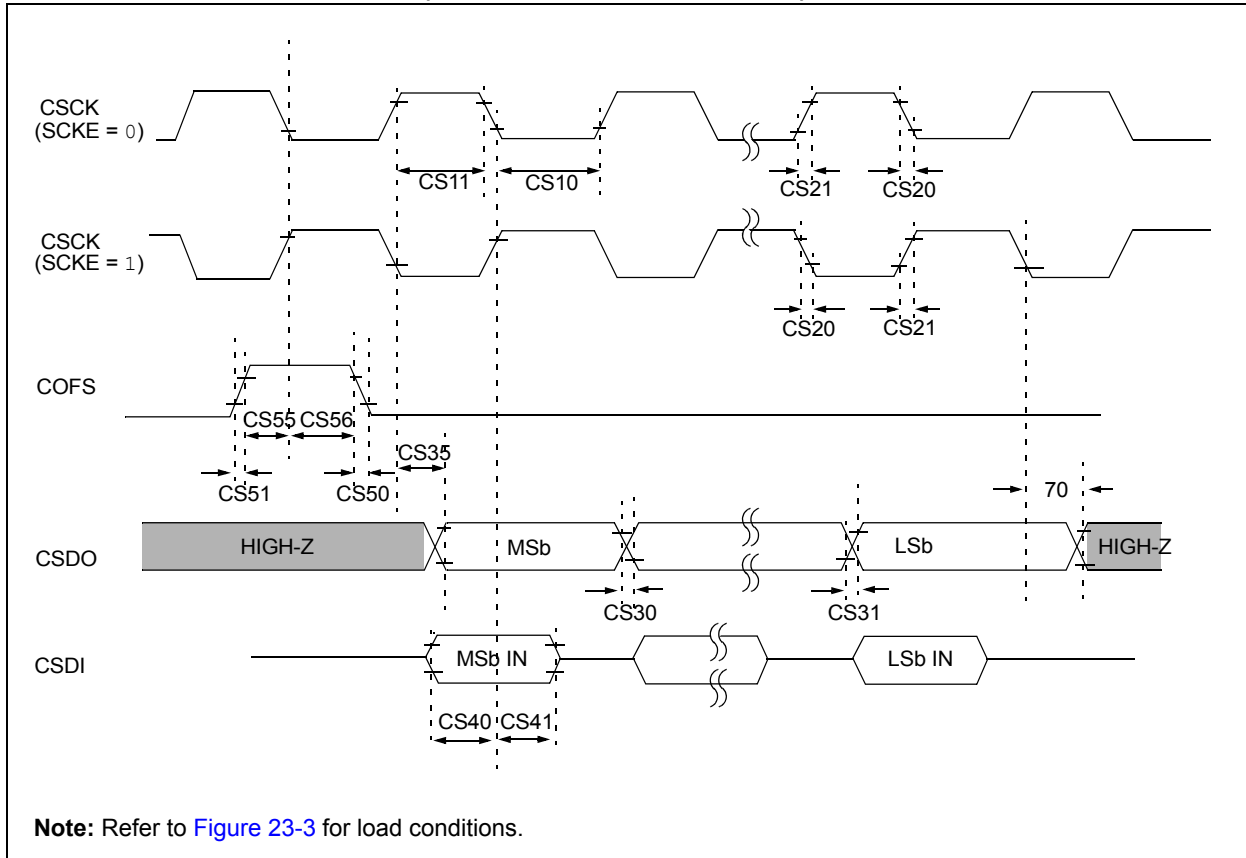 CSCK
(SCKE = 0)
CS11
CS10
CS21
CS20
CSCK
(SCKE = 1)
CS20
CS21
COFS
CS55
CS56
CS35
CS51
CS50
70
CSDO
HIGH-Z
MSb
LSb
HIGH-Z
CS30
CS31
CSDI
MSb IN
LSb IN
CS40
CS41
Note: Refer to Figure 23-3 for load conditions.